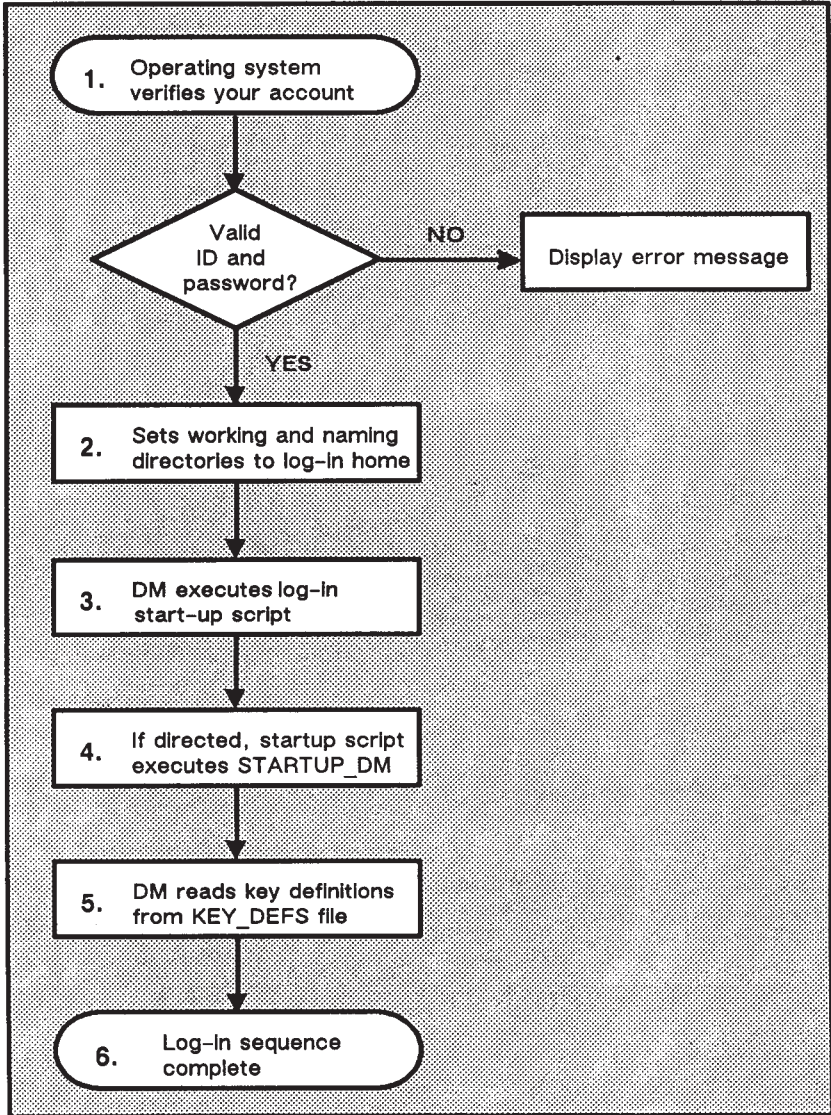 1. Operating system
verifies your account
Valid
ID and
password?
NO
Display error message
YES
2. Sets working and naming
directories to log-in home
3. DM executes log-in
start-up script
4. If directed, startup script
executes STARTUP_DM
5. DM reads key definitions
from KEY_DEFS file
6. Log-in sequence
complete